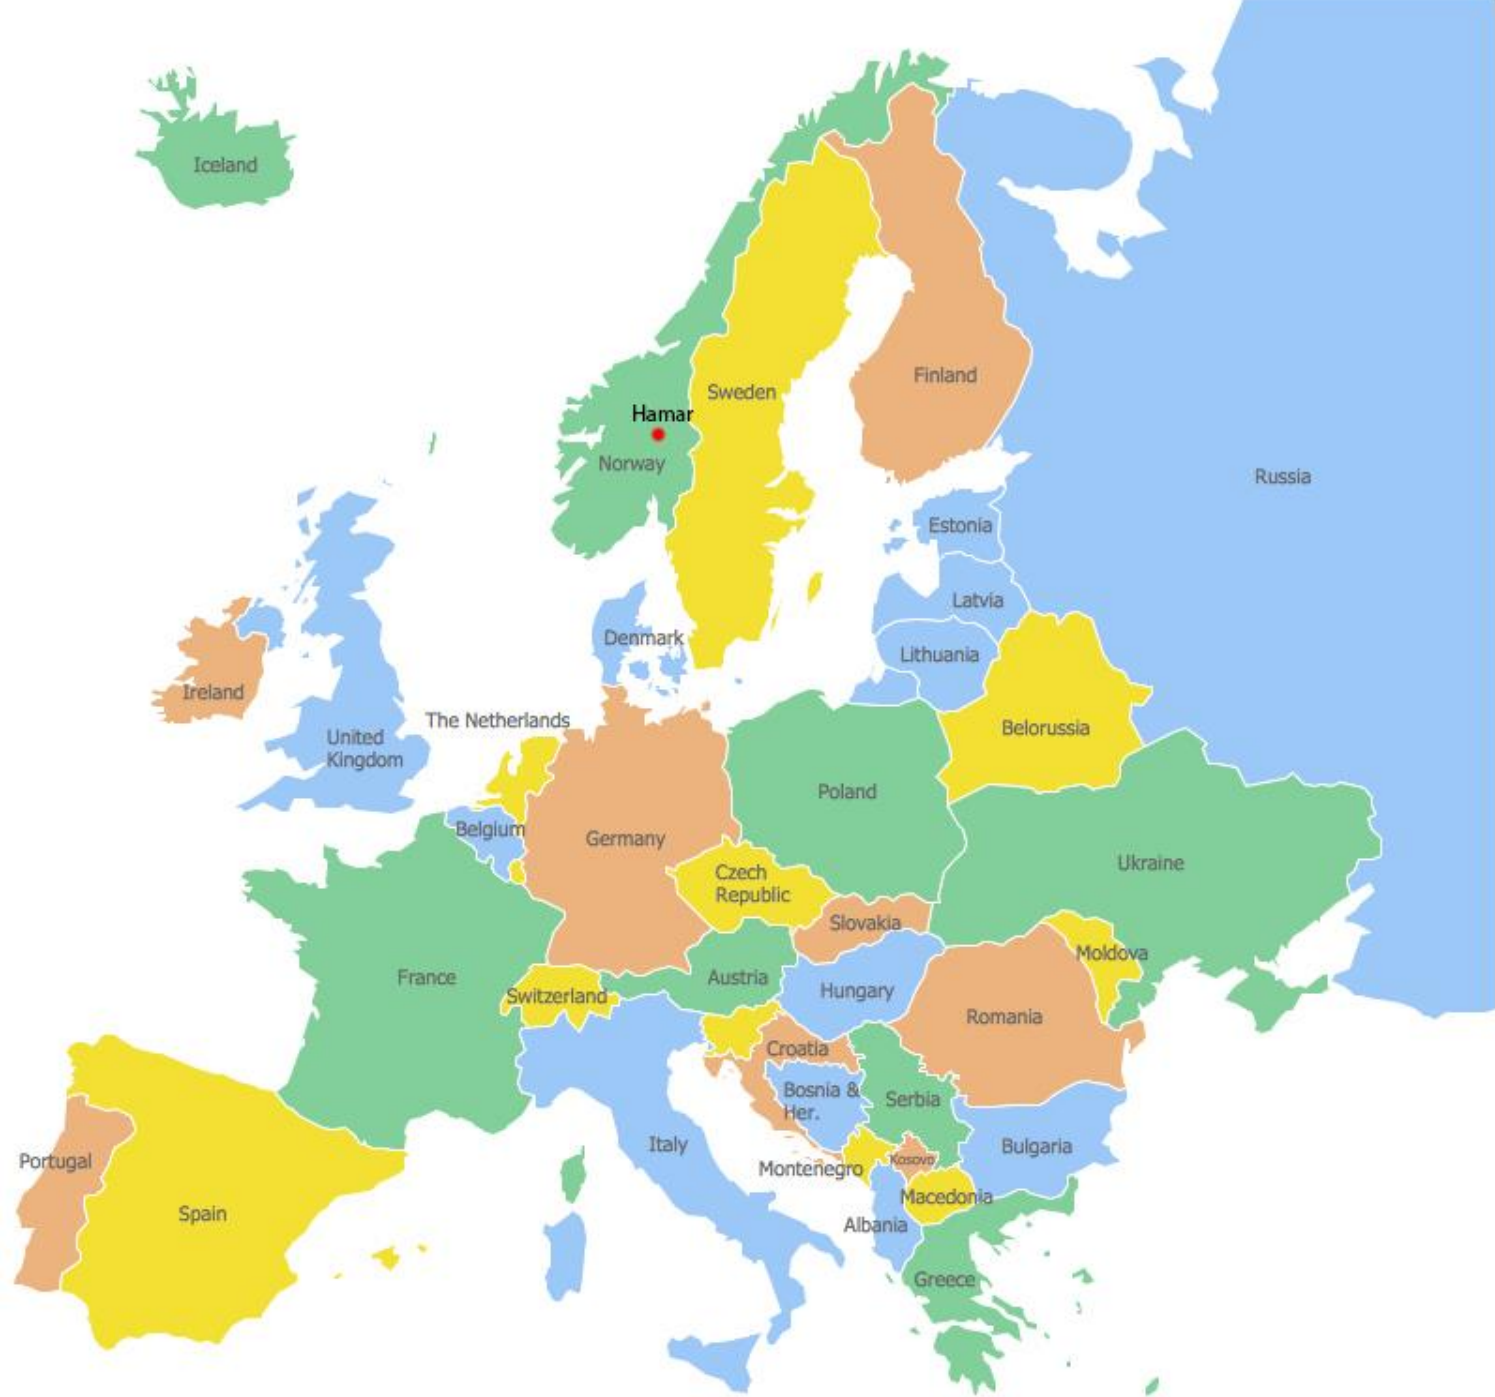 Iceland
Finland
Sweden
Hamar
Norway
Russia
Estonia
Latvia
Denmark
Lithuania
Ireland
The Netherlands
Belorussia
United
Kingdom
Poland
Belgium
Germany
Ukraine
Czech
Republic
Slovakia
Moldova
France
Austria
Switzerland
Hungary
Romania
Croatia
Bosnia &
Her.
Serbia
Italy
Bulgaria
Portugal
Kosovo
Montenegro
Macedonia
Spain
Albania
Greece